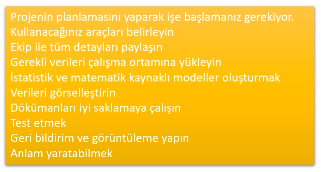 Projenin planlamasını yaparak işe başlamanız gerekiyor.
Kullanacağınız araçları belirleyin
Ekip ile tüm detayları paylaşın
Gerekli verileri çalışma ortamına yükleyin
İstatistik ve matematik kaynaklı modeller oluşturmak
Verileri görselleştirin
Dökümanları iyi saklamaya çalışın
Test etmek
Geri bildirim ve görüntüleme yapın
Anlam yaratabilmek